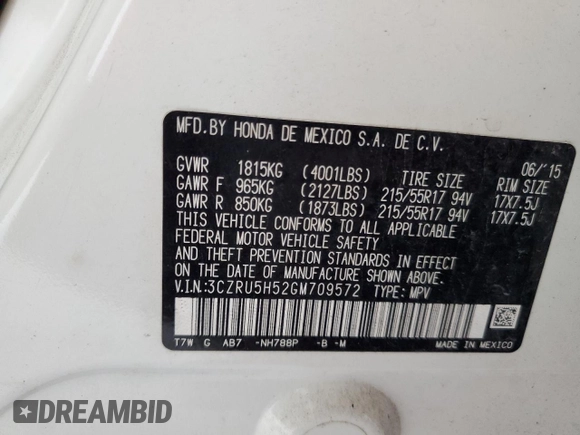 MFD.BY HONDA DE MEXICO S.A. DE C.V.
06/'15
GVWR 1815KG (4001LBS) TIRE SIZE RIM SIZE
GAWR F 965KG (2127LBS) 215/55R17 94V 17X7.5J
GAWR R 850KG (1873LBS) 215/55R17 94V 17X7.5J
THIS VEHICLE CONFORMS TO ALL APPLICABLE
FEDERAL MOTOR VEHICLE SAFETY
AND THEFT PREVENTION STANDARDS IN EFFECT
ON THE DATE OF MANUFACTURE SHOWN ABOVE.
V.I.N.:3CZRU5H52GM709572 TYPE: MPV
T7W G AB7 -NH788P -B -M MADE IN MEXICO
DREAMBID